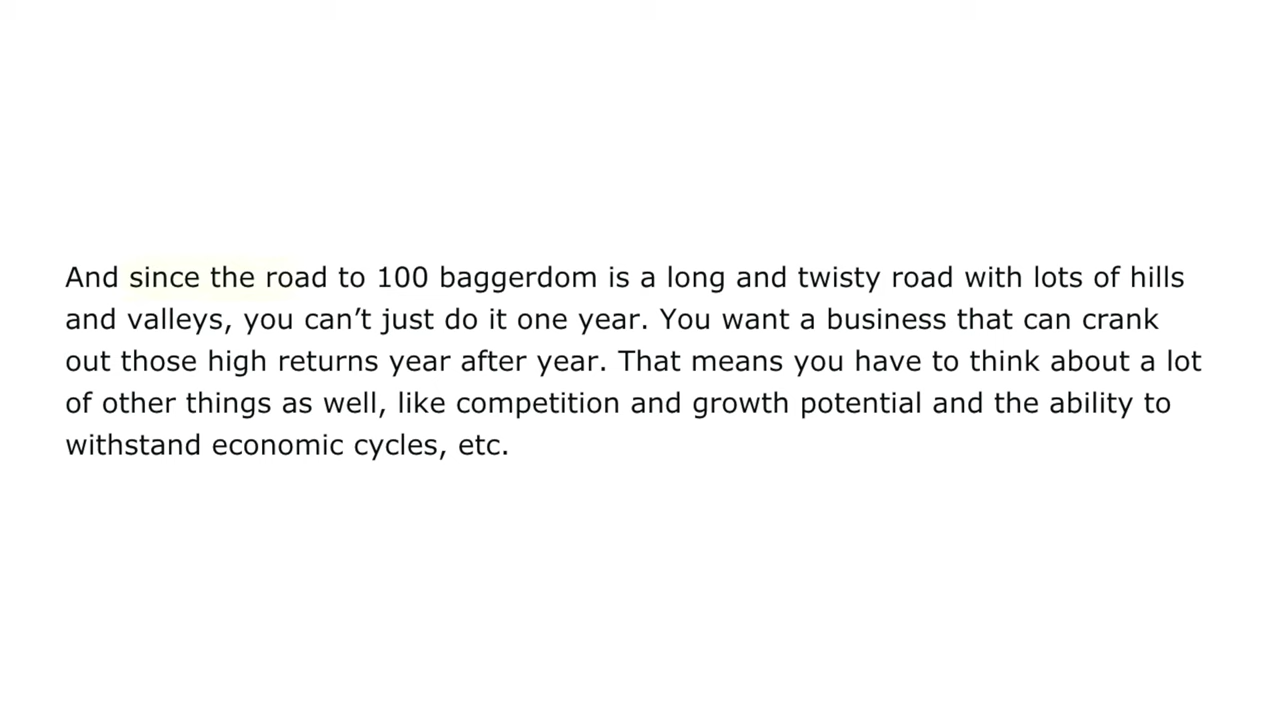 And since the road to 100 baggerdom is a long and twisty road with lots of hills
and valleys, you can’t just do it one year. You want a business that can crank
out those high returns year after year. That means you have to think about a lot
of other things as well, like competition and growth potential and the ability to
withstand economic cycles, etc.